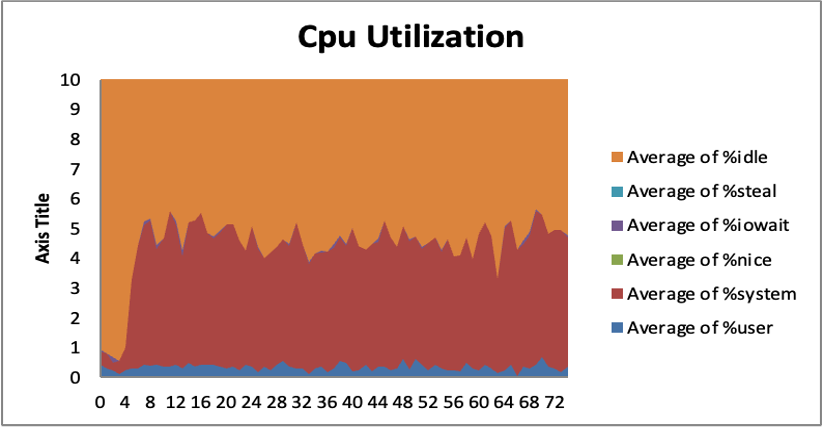 Cpu Utilization
10
9
8
7
6
5
4
3
2
1
0
Axis Title
0 4 8 12 16 20 24 28 32 36 40 44 48 52 56 60 64 68 72
Average of %idle
Average of %steal
Average of %iowait
Average of %nice
Average of %system
Average of %user